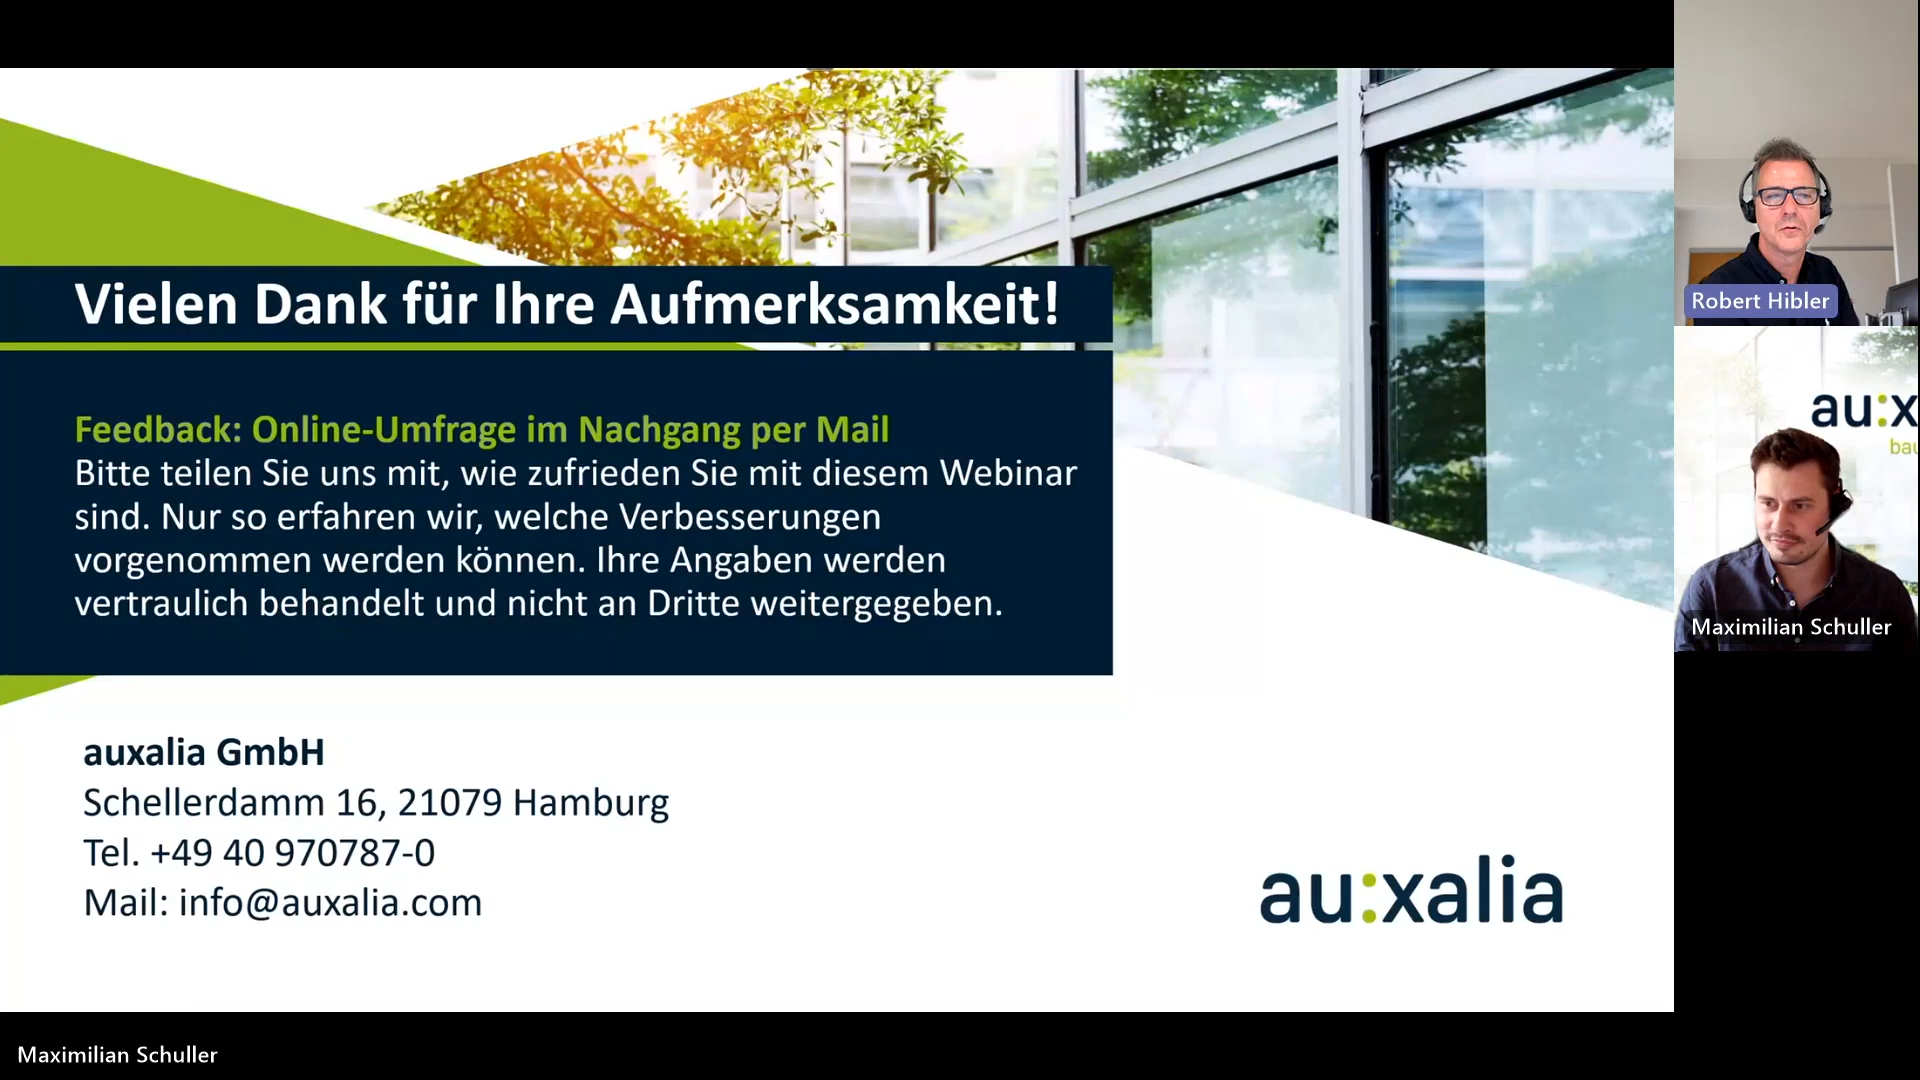 Vielen Dank für Ihre Aufmerksamkeit!
Feedback: Online-Umfrage im Nachgang per Mail
Bitte teilen Sie uns mit, wie zufrieden Sie mit diesem Webinar
sind. Nur so erfahren wir, welche Verbesserungen
vorgenommen werden können. Ihre Angaben werden
vertraulich behandelt und nicht an Dritte weitergegeben.
auxalia GmbH
Schellerdamm 16, 21079 Hamburg
Tel. +49 40 970787-0
Mail: info@auxalia.com
au:xalia
Robert Hibler
au:x
bau
Maximilian Schuller
Maximilian Schuller